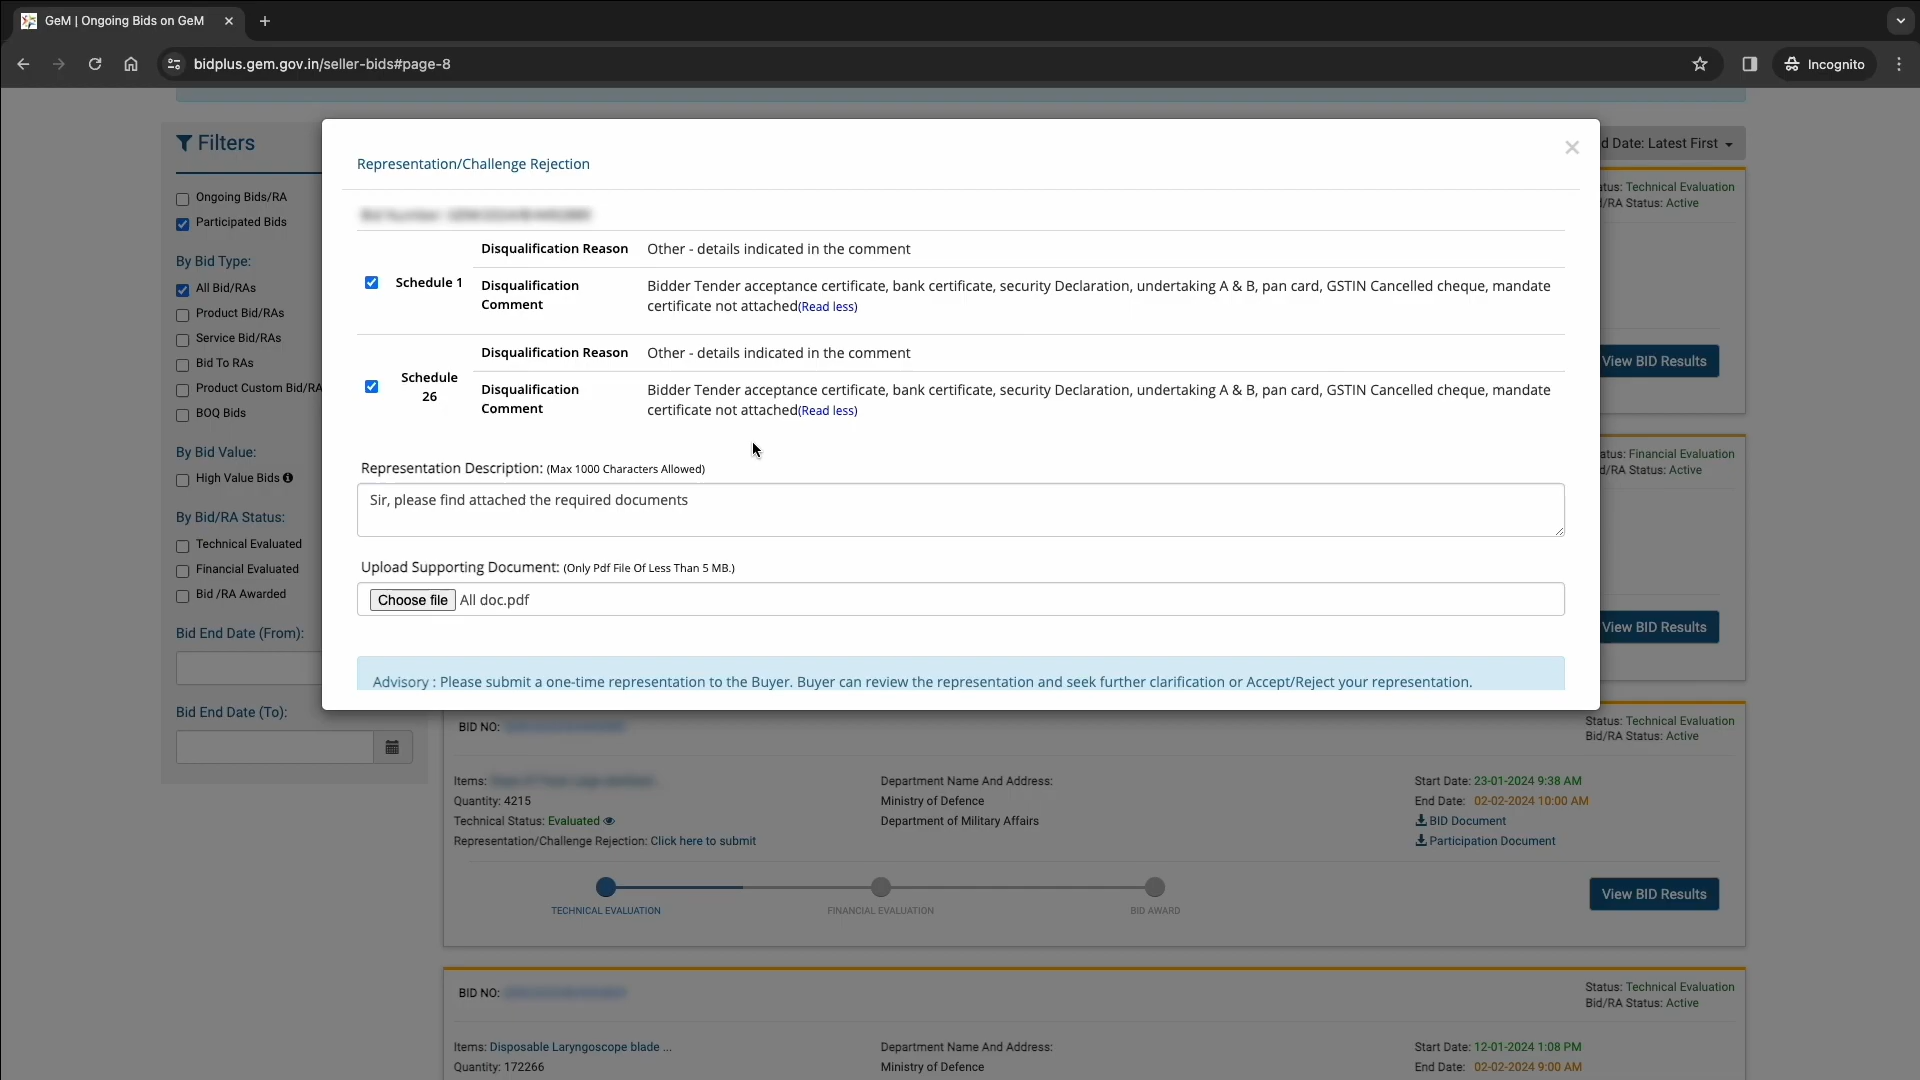 GeM | Ongoing Bids on GeM
bidplus.gem.gov.in/seller-bids#page-8
Incognito
Filters
Ongoing Bids/RA
Participated Bids
By Bid Type:
All Bid/RAs
Product Bid/RAs
Service Bid/RAs
Bid To RAs
Product Custom Bid/RA
BOQ Bids
By Bid Value:
High Value Bids
By Bid/RA Status:
Technical Evaluated
Financial Evaluated
Bid /RA Awarded
Bid End Date (From):
Bid End Date (To):
d Date: Latest First
Representation/Challenge Rejection
Disqualification Reason Other - details indicated in the comment
Schedule 1
Disqualification Comment
Bidder Tender acceptance certificate, bank certificate, security Declaration, undertaking A & B, pan card, GSTIN Cancelled cheque, mandate
certificate not attached(Read less)
Disqualification Reason Other - details indicated in the comment
Schedule
26
Disqualification Comment
Bidder Tender acceptance certificate, bank certificate, security Declaration, undertaking A & B, pan card, GSTIN Cancelled cheque, mandate
certificate not attached(Read less)
Representation Description: (Max 1000 Characters Allowed)
Sir, please find attached the required documents
Upload Supporting Document: (Only Pdf File Of Less Than 5 MB.)
Choose file All doc.pdf
Advisory : Please submit a one-time representation to the Buyer. Buyer can review the representation and seek further clarification or Accept/Reject your representation.
atus: Technical Evaluation
/RA Status: Active
View BID Results
atus: Financial Evaluation
d/RA Status: Active
View BID Results
BID NO:
Status: Technical Evaluation
Bid/RA Status: Active
Items:
Quantity: 4215
Technical Status: Evaluated
Representation/Challenge Rejection: Click here to submit
Department Name And Address:
Ministry of Defence
Department of Military Affairs
Start Date: 23-01-2024 9:38 AM
End Date: 02-02-2024 10:00 AM
BID Document
Participation Document
TECHNICAL EVALUATION
FINANCIAL EVALUATION
BID AWARD
View BID Results
BID NO:
Status: Technical Evaluation
Bid/RA Status: Active
Items: Disposable Laryngoscope blade ...
Quantity: 172266
Department Name And Address:
Ministry of Defence
Start Date: 12-01-2024 1:08 PM
End Date: 02-02-2024 9:00 AM